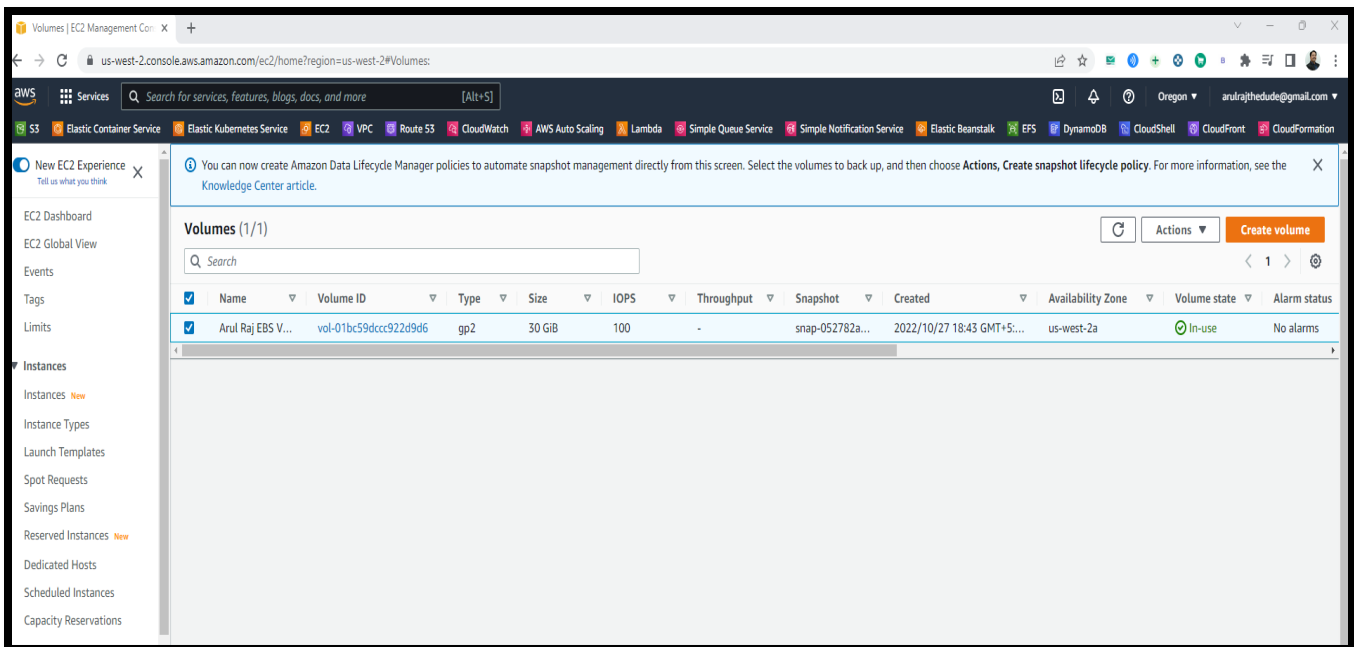 Volumes | EC2 Management Con
us-west-2.console.aws.amazon.com/ec2/home?region=us-west-2#Volumes:
aws Services Search for services, features, blogs, docs, and more [Alt+S] Oregon arulrajthedude@gmail.com
S3 Elastic Container Service Elastic Kubernetes Service EC2 VPC Route 53 CloudWatch AWS Auto Scaling Lambda Simple Queue Service Simple Notification Service Elastic Beanstalk EFS DynamoDB CloudShell CloudFront CloudFormation
New EC2 Experience
Tell us what you think
You can now create Amazon Data Lifecycle Manager policies to automate snapshot management directly from this screen. Select the volumes to back up, and then choose Actions, Create snapshot lifecycle policy. For more information, see the
Knowledge Center article.
EC2 Dashboard
EC2 Global View
Events
Tags
Limits
Instances
Instances New
Instance Types
Launch Templates
Spot Requests
Savings Plans
Reserved Instances New
Dedicated Hosts
Scheduled Instances
Capacity Reservations
Volumes (1/1)
Actions Create volume
Search
1
Name Volume ID Type Size IOPS Throughput Snapshot Created Availability Zone Volume state Alarm status
Arul Raj EBS V... vol-01bc59dccc922d9d6 gp2 30 GiB 100 - snap-052782a... 2022/10/27 18:43 GMT+5:... us-west-2a In-use No alarms